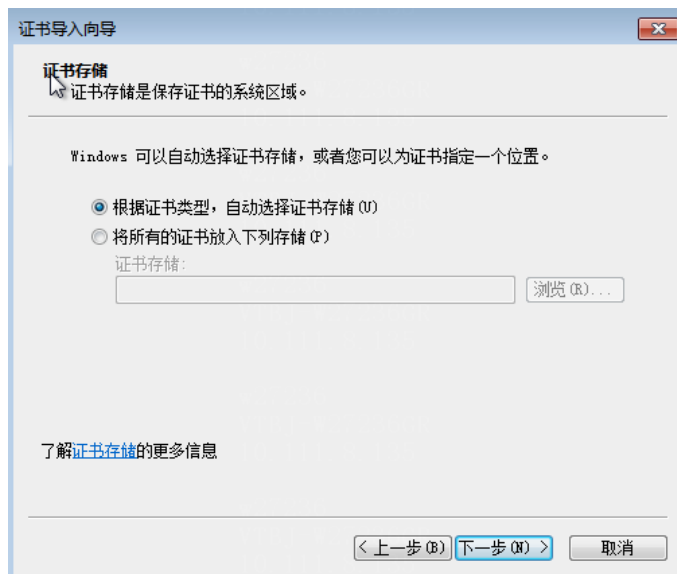 证书导入向导
证书存储
证书存储是保存证书的系统区域。
Windows 可以自动选择证书存储，或者您可以为证书指定一个位置。
根据证书类型，自动选择证书存储(U)
将所有的证书放入下列存储(P)
证书存储:
浏览(R)...
了解证书存储的更多信息
< 上一步(B) 下一步(N) > 取消